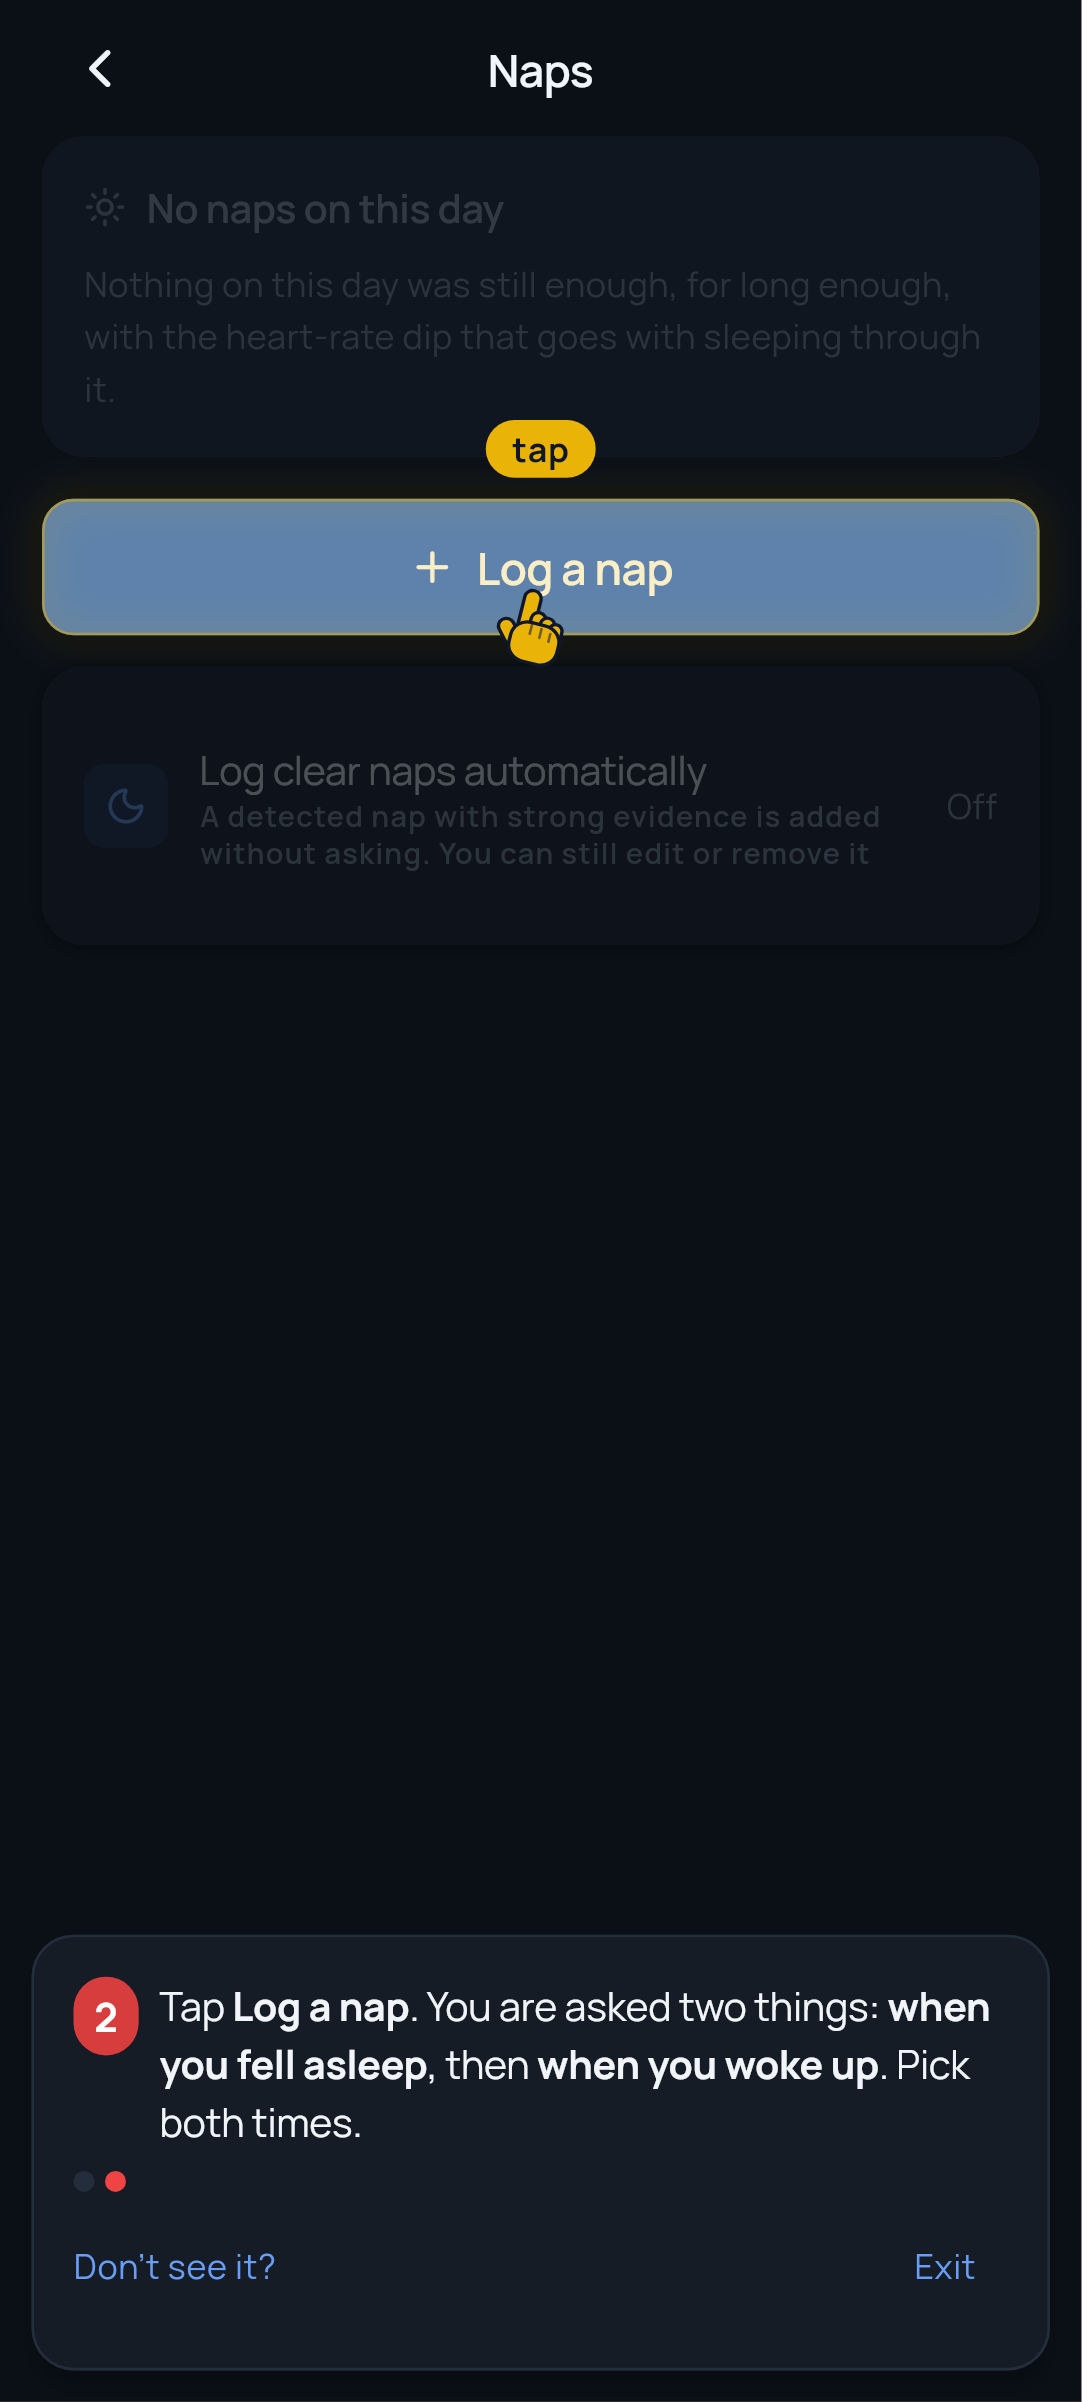 Naps
No naps on this day
Nothing on this day was still enough, for long enough,
with the heart-rate dip that goes with sleeping through
it.
tap
Log a nap
Log clear naps automatically
A detected nap with strong evidence is added
without asking. You can still edit or remove it
Off
2
Tap Log a nap. You are asked two things: when
you fell asleep, then when you woke up. Pick
both times.
Don't see it?
Exit